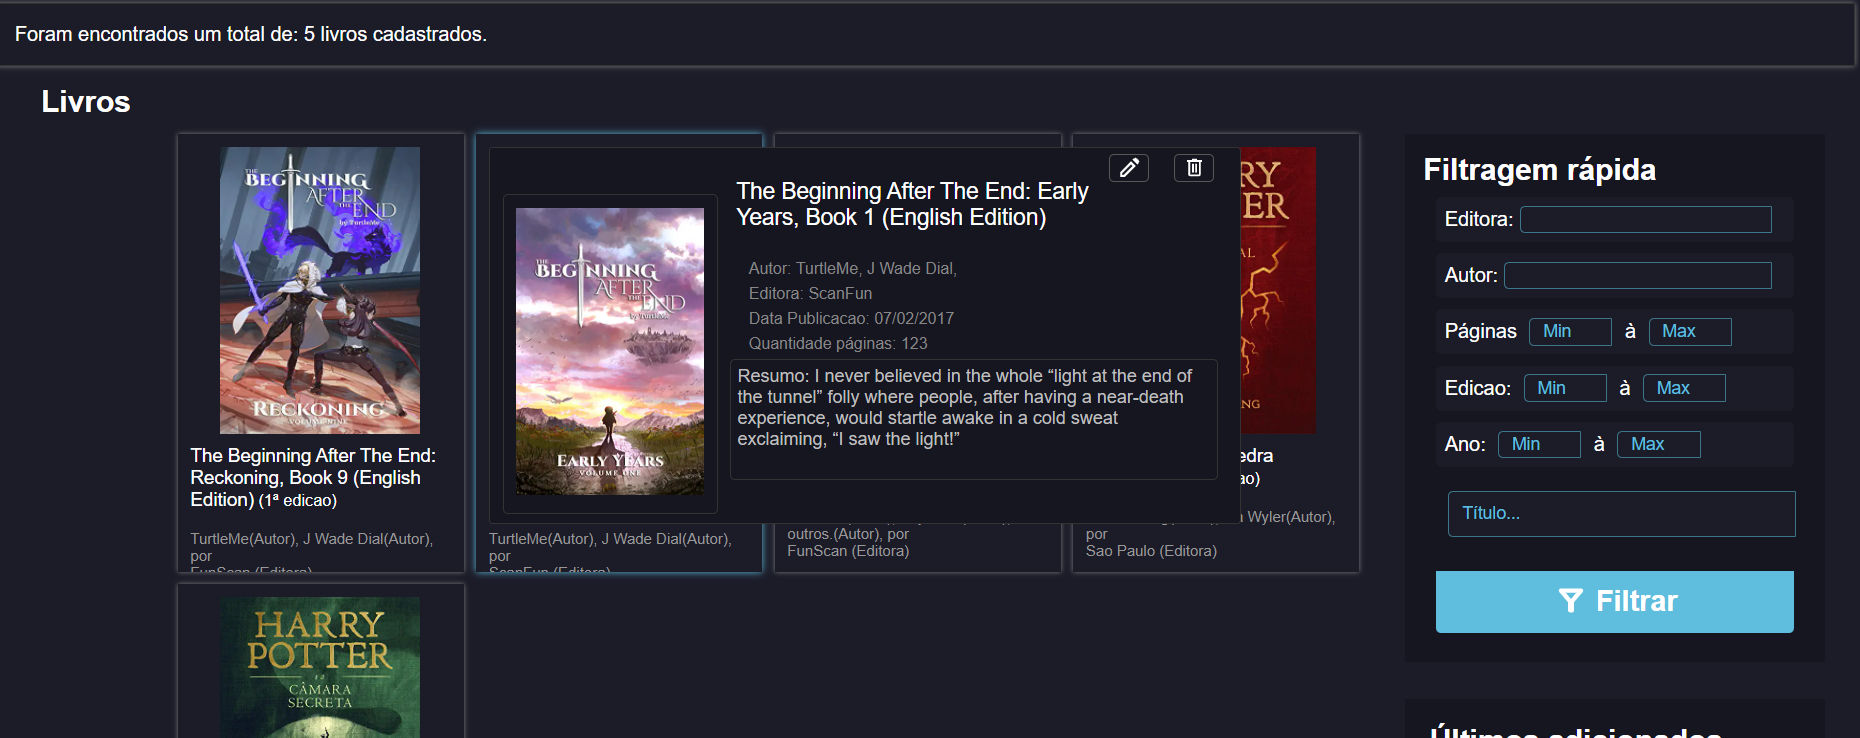 Foram encontrados um total de: 5 livros cadastrados.
Livros
THE
BEGINNING
AFTER
THE END
by TurtleMe
RECKONING
VOLUME NINE
The Beginning After The End:
Reckoning, Book 9 (English
Edition) (1ª edicao)
TurtleMe(Autor), J Wade Dial(Autor),
por
FunScan (Editora)
THE
BEGINNING
AFTER
THE END
by TurtleMe
EARLY YEARS
VOLUME ONE
The Beginning After The End: Early
Years, Book 1 (English Edition)
Autor: TurtleMe, J Wade Dial,
Editora: ScanFun
Data Publicacao: 07/02/2017
Quantidade páginas: 123
Resumo: I never believed in the whole “light at the end of
the tunnel” folly where people, after having a near-death
experience, would startle awake in a cold sweat
exclaiming, “I saw the light!”
TurtleMe(Autor), J Wade Dial(Autor),
por
ScanFun (Editora)
outros.(Autor), por
FunScan (Editora)
RY
ER
AL
NG
edra
ao)
Wyler(Autor),
por
Sao Paulo (Editora)
HARRY
POTTER
e a
CÂMARA
SECRETA
Filtragem rápida
Editora:
Autor:
Páginas Min à Max
Edicao: Min à Max
Ano: Min à Max
Título...
Filtrar
Últimos adicionados